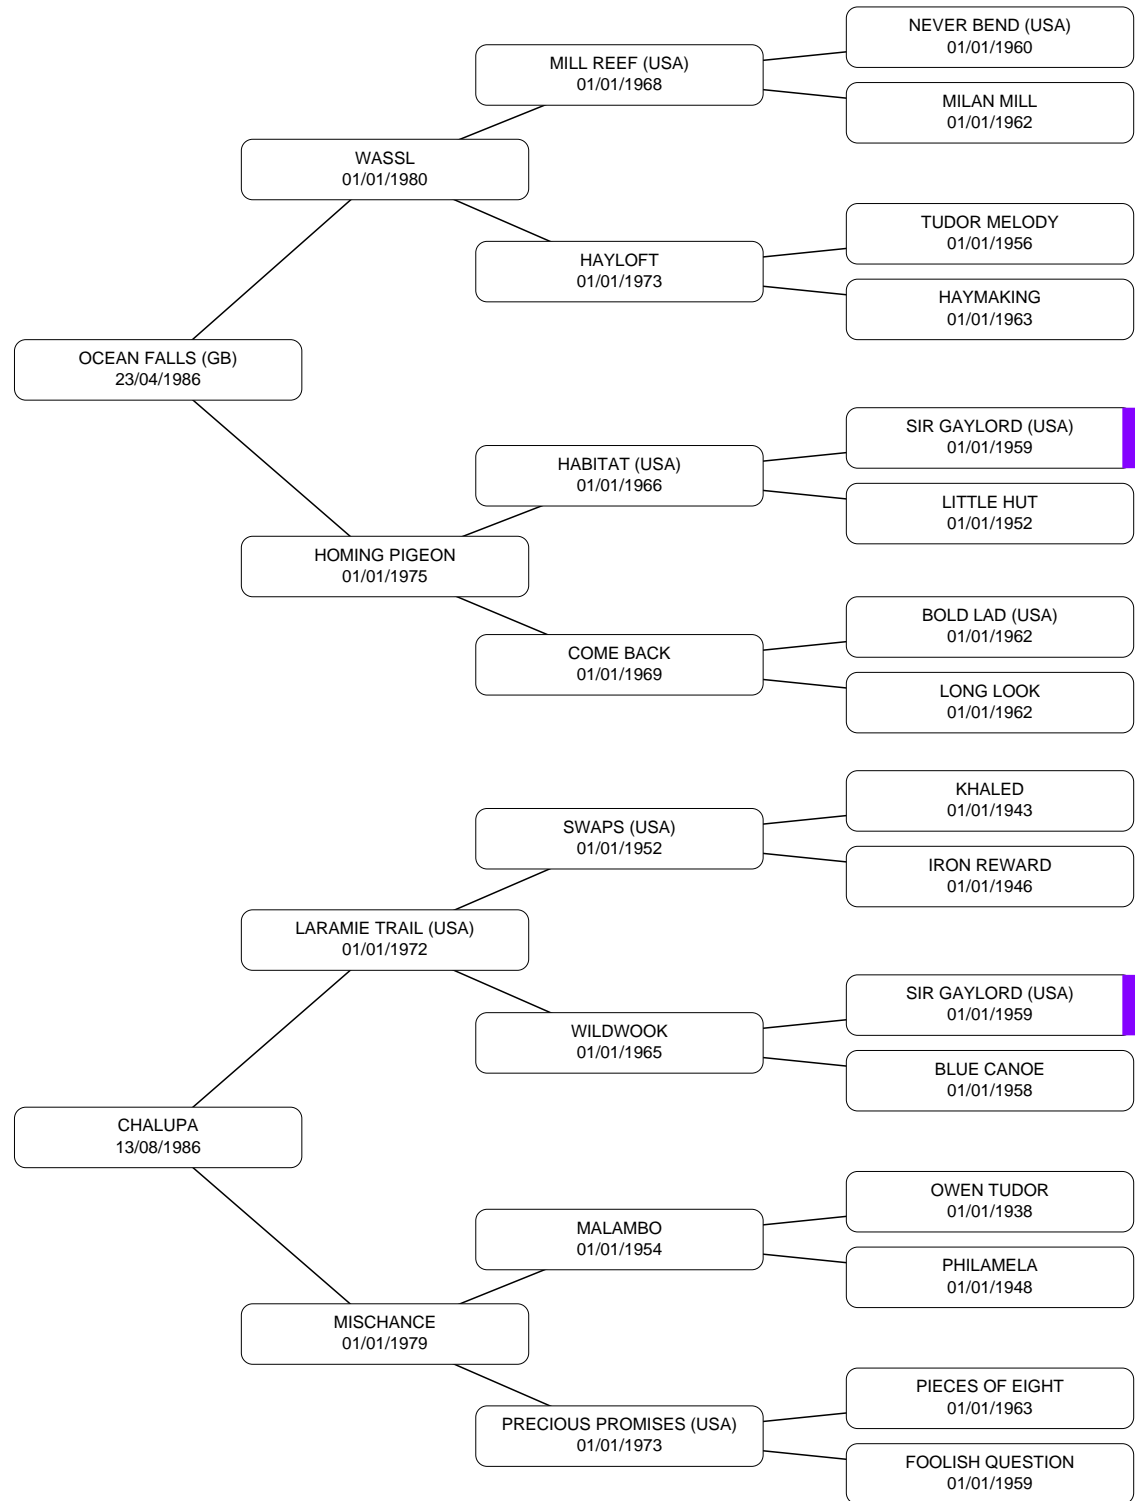 NEVER BEND (USA)
01/01/1960
MILL REEF (USA)
01/01/1968
MILAN MILL
01/01/1962
WASSL
01/01/1980
TUDOR MELODY
01/01/1956
HAYLOFT
01/01/1973
HAYMAKING
01/01/1963
OCEAN FALLS (GB)
23/04/1986
SIR GAYLORD (USA)
01/01/1959
HABITAT (USA)
01/01/1966
LITTLE HUT
01/01/1952
HOMING PIGEON
01/01/1975
BOLD LAD (USA)
01/01/1962
COME BACK
01/01/1969
LONG LOOK
01/01/1962
KHALED
01/01/1943
SWAPS (USA)
01/01/1952
IRON REWARD
01/01/1946
LARAMIE TRAIL (USA)
01/01/1972
SIR GAYLORD (USA)
01/01/1959
WILDWOOK
01/01/1965
BLUE CANOE
01/01/1958
CHALUPA
13/08/1986
OWEN TUDOR
01/01/1938
MALAMBO
01/01/1954
PHILAMELA
01/01/1948
MISCHANCE
01/01/1979
PIECES OF EIGHT
01/01/1963
PRECIOUS PROMISES (USA)
01/01/1973
FOOLISH QUESTION
01/01/1959